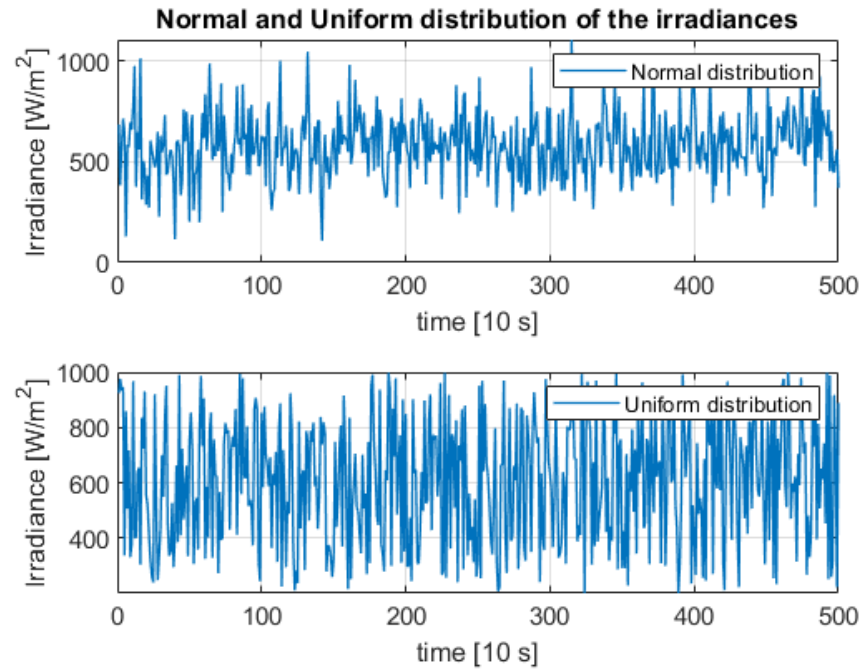 Normal and Uniform distribution of the irradiances
Irradiance [W/m²]
1000
500
0
Normal distribution
0 100 200 300 400 500
time [10 s]
Irradiance [W/m²]
1000
800
600
400
Uniform distribution
0 100 200 300 400 500
time [10 s]